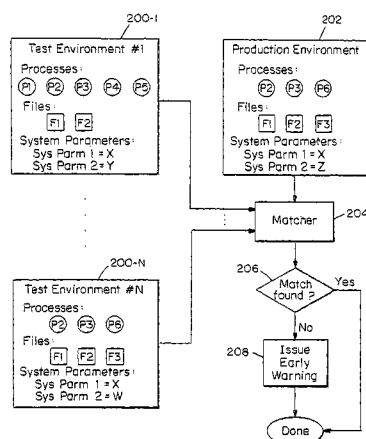 200-1
Test Environment #1
Processes:
P1 P2 P3 P4 P5
Files:
F1 F2
System Parameters:
Sys Parm 1 = X
Sys Parm 2 = Y
202
Production Environment
Processes:
P2 P3 P6
Files:
F1 F2 F3
System Parameters:
Sys Parm 1 = X
Sys Parm 2 = Z
Matcher
204
200-N
Test Environment #N
Processes:
P2 P3 P6
Files:
F1 F2 F3
System Parameters:
Sys Parm 1 = X
Sys Parm 2 = W
206
Match
found?
Yes
No
208
Issue
Early
Warning
Done